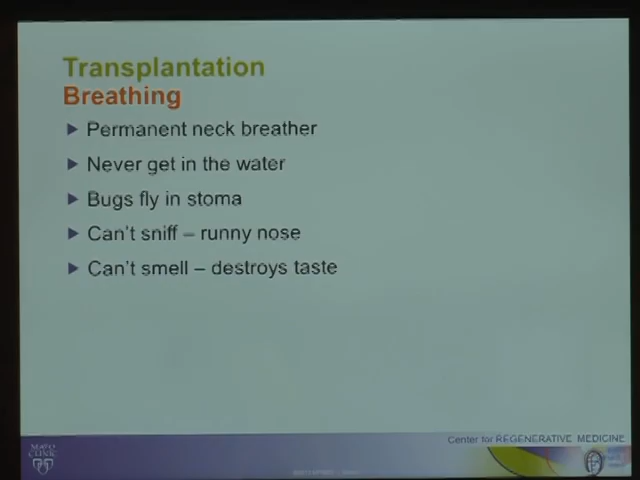 Transplantation
Breathing
Permanent neck breather
Never get in the water
Bugs fly in stoma
Can't sniff – runny nose
Can't smell – destroys taste
Center for REGENERATIVE MEDICINE
MAYO
CLINIC